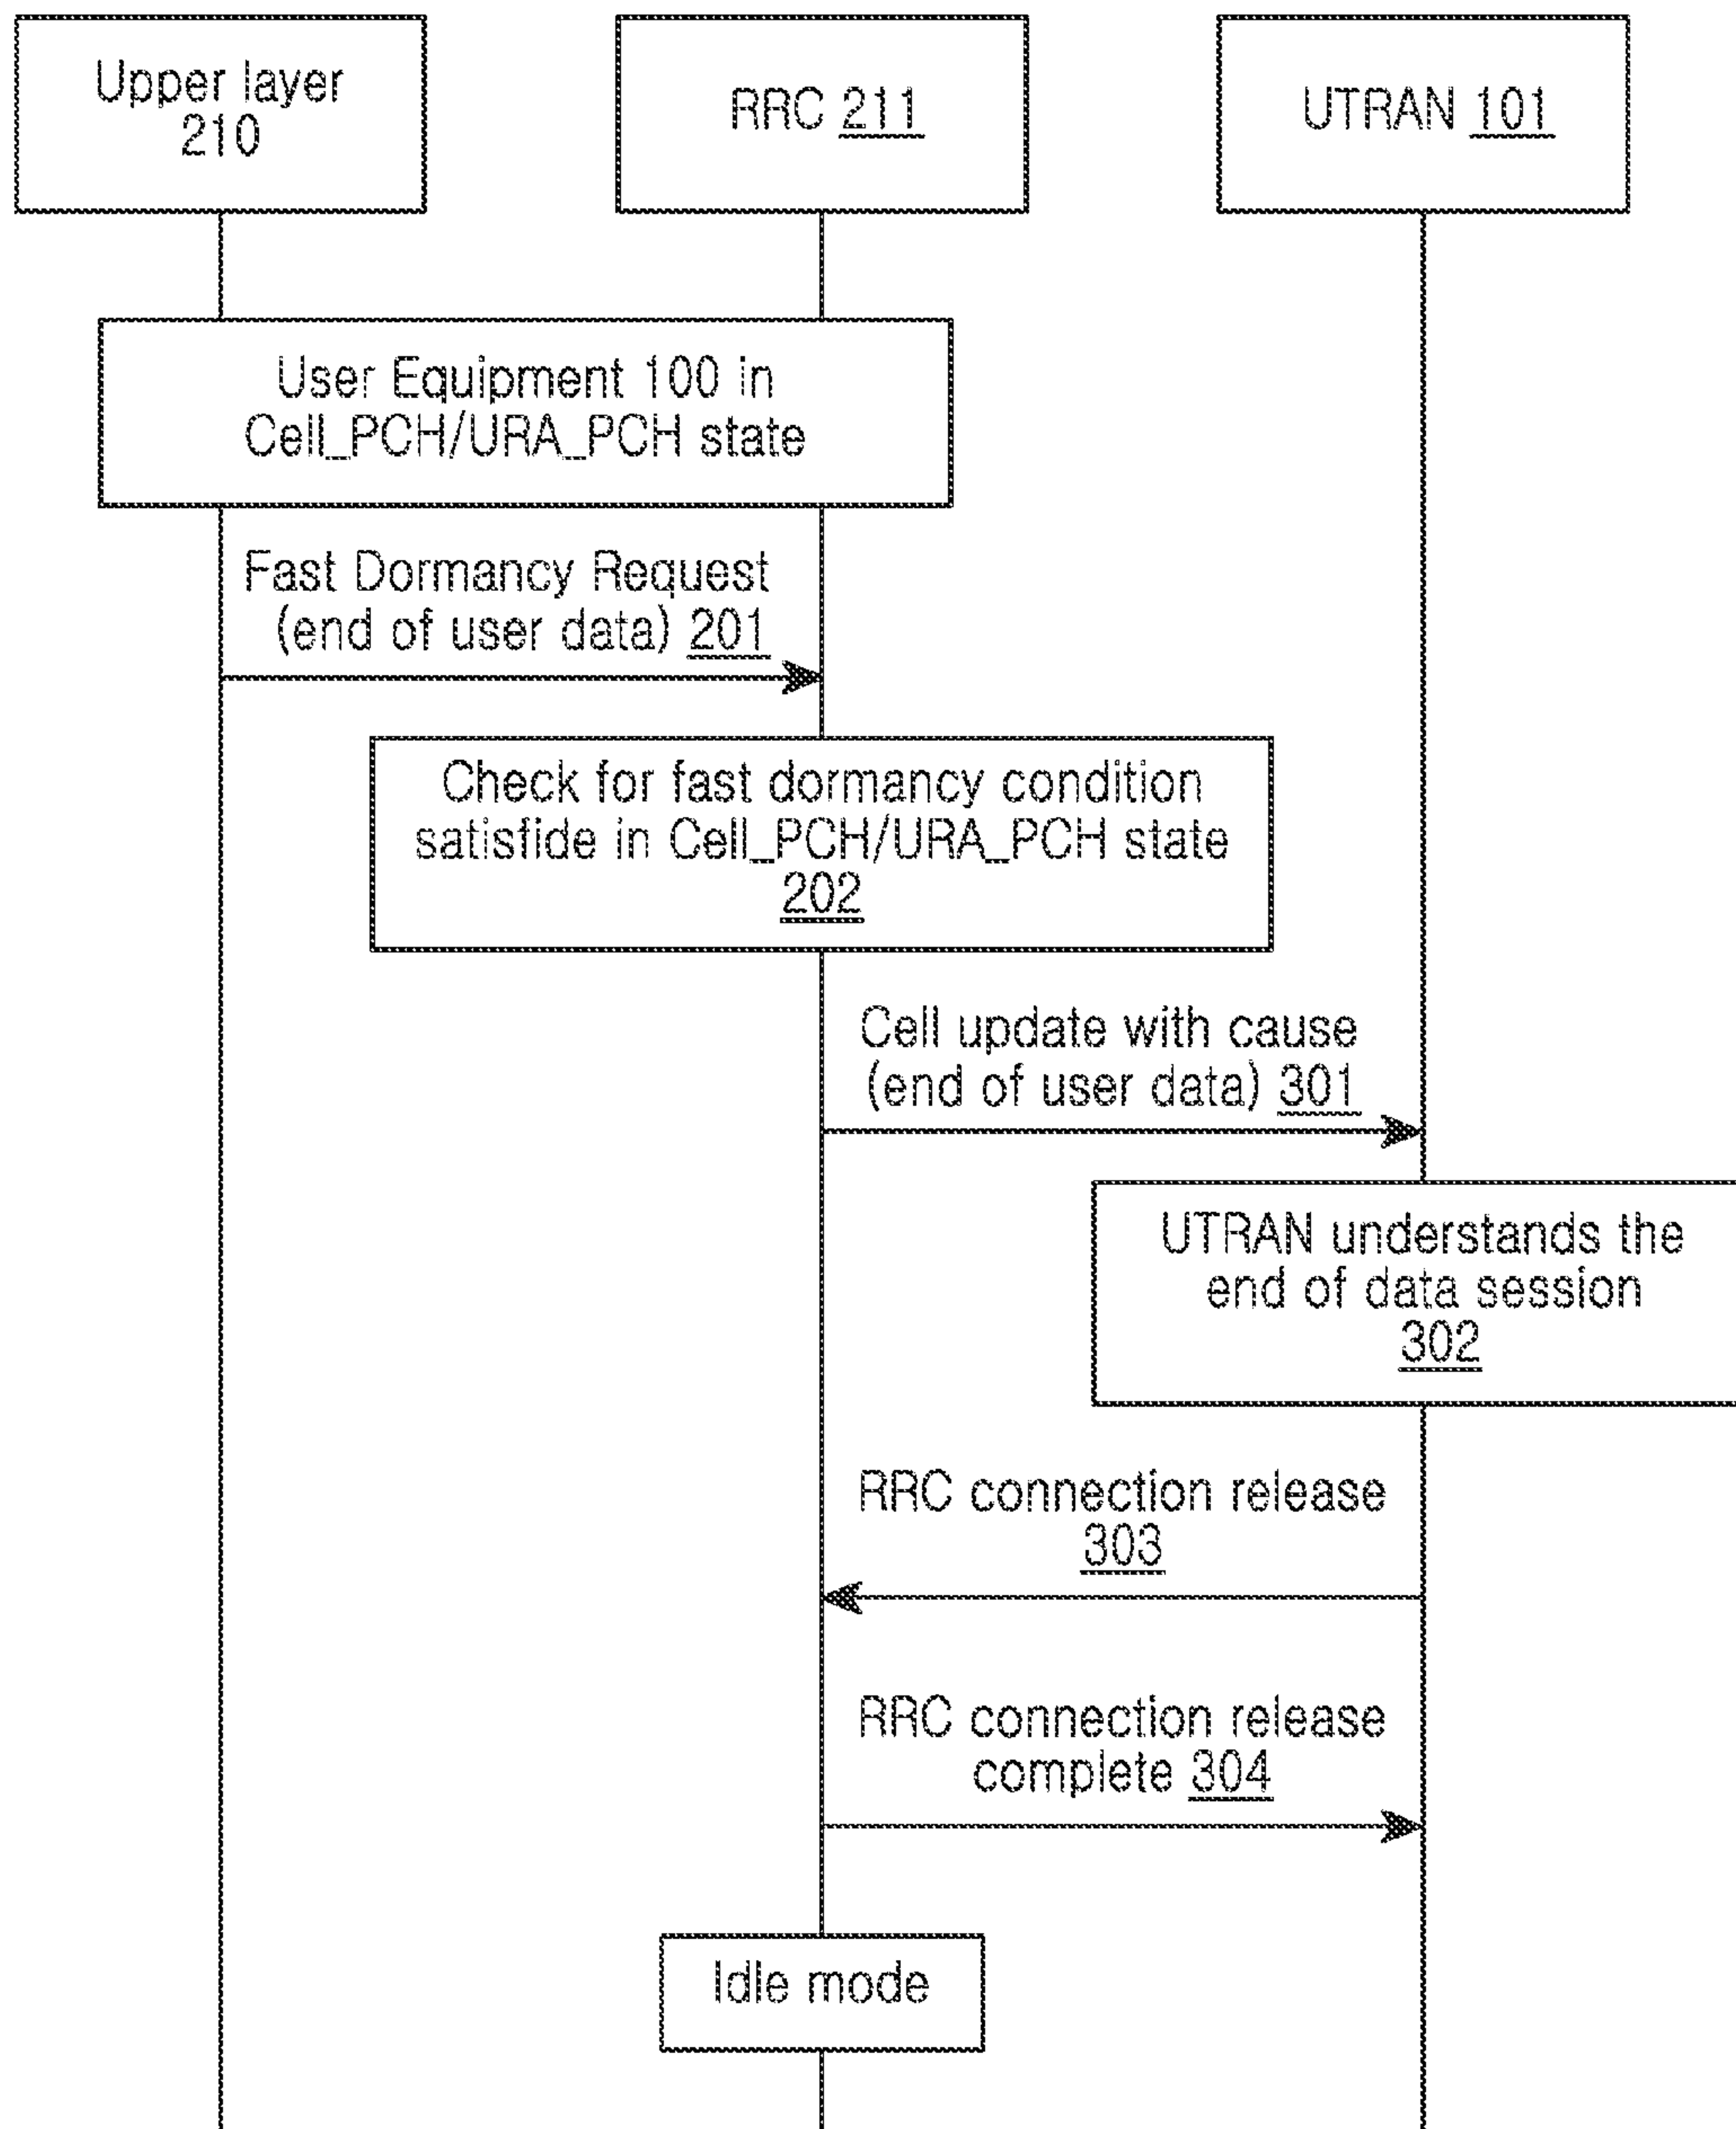 Upper layer
210
RRC 211
UTRAN 101
User Equipment 100 in
Cell_PCH/URA_PCH state
Fast Dormancy Request
(end of user data) 201
Check for fast dormancy condition
satisfide in Cell_PCH/URA_PCH state
202
Cell update with cause
(end of user data) 301
UTRAN understands the
end of data session
302
RRC connection release
303
RRC connection release
complete 304
Idle mode